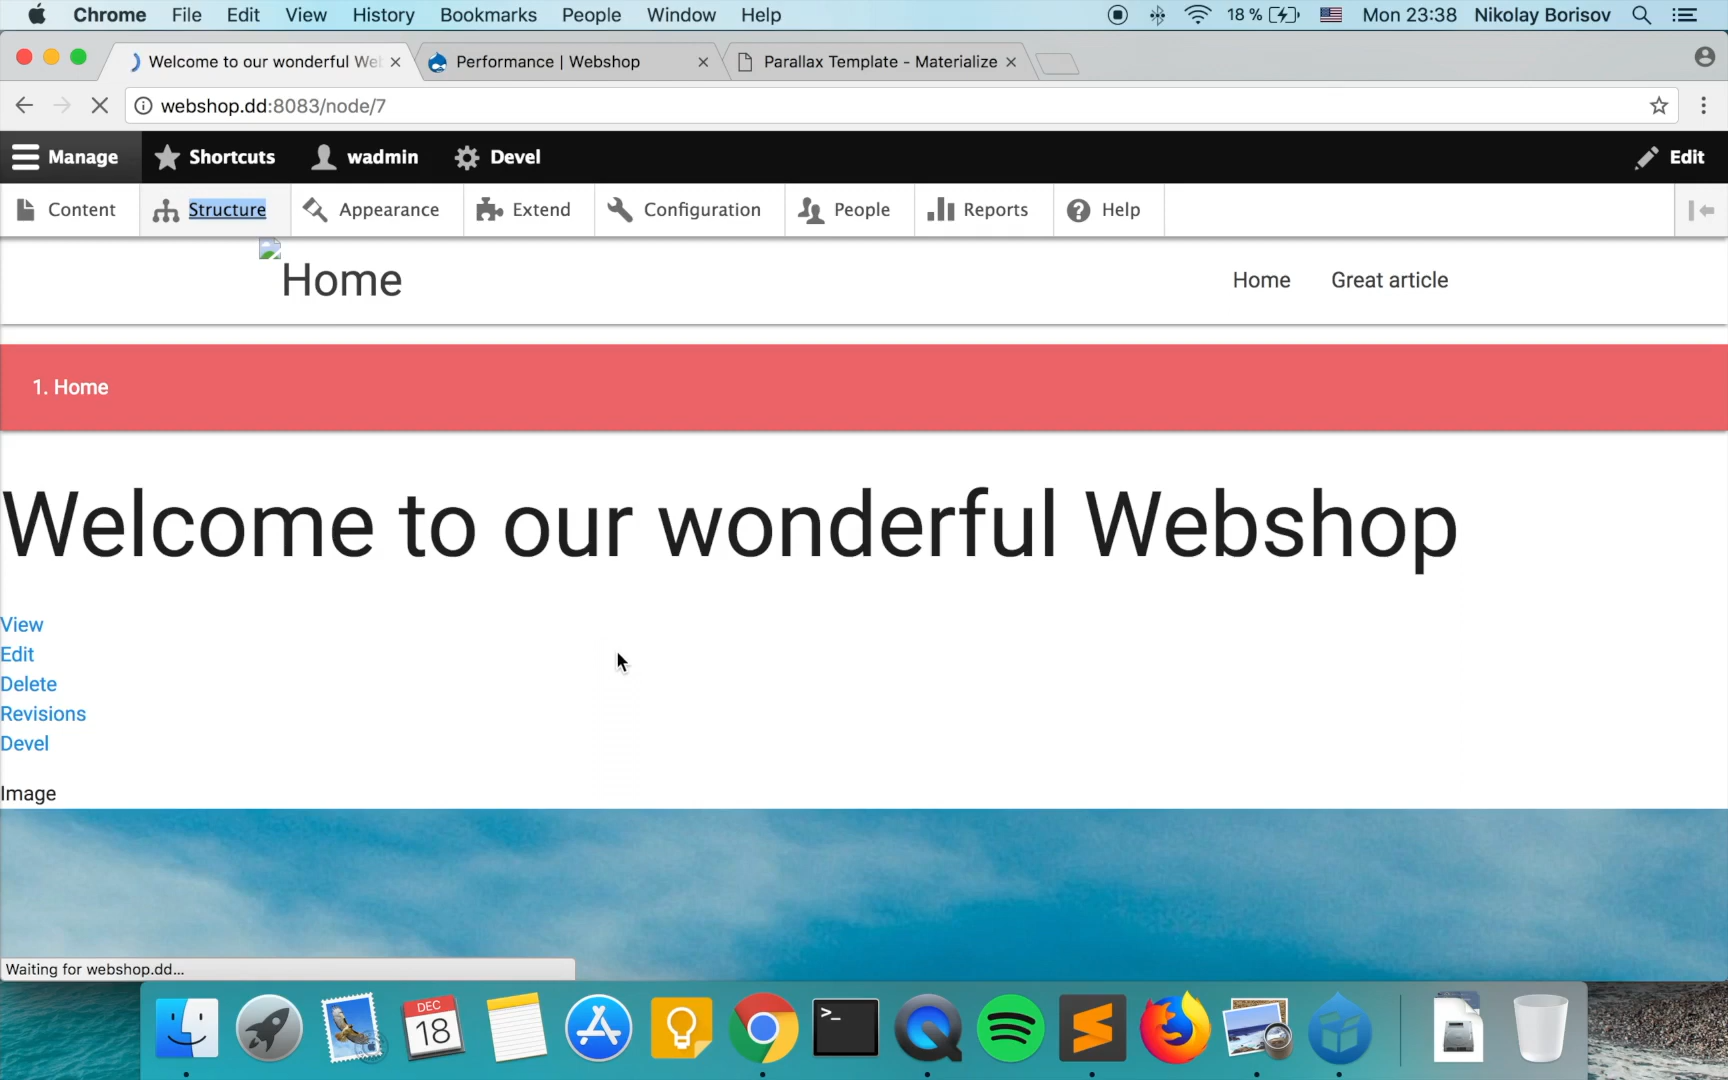 Chrome File Edit View History Bookmarks People Window Help 18 % Mon 23:38 Nikolay Borisov
Welcome to our wonderful We Performance | Webshop Parallax Template - Materialize
webshop.dd:8083/node/7
Manage Shortcuts wadmin Devel Edit
Content Structure Appearance Extend Configuration People Reports Help
Home Home Great article
1. Home
Welcome to our wonderful Webshop
View
Edit
Delete
Revisions
Devel
Image
Waiting for webshop.dd...
DEC
18
>_